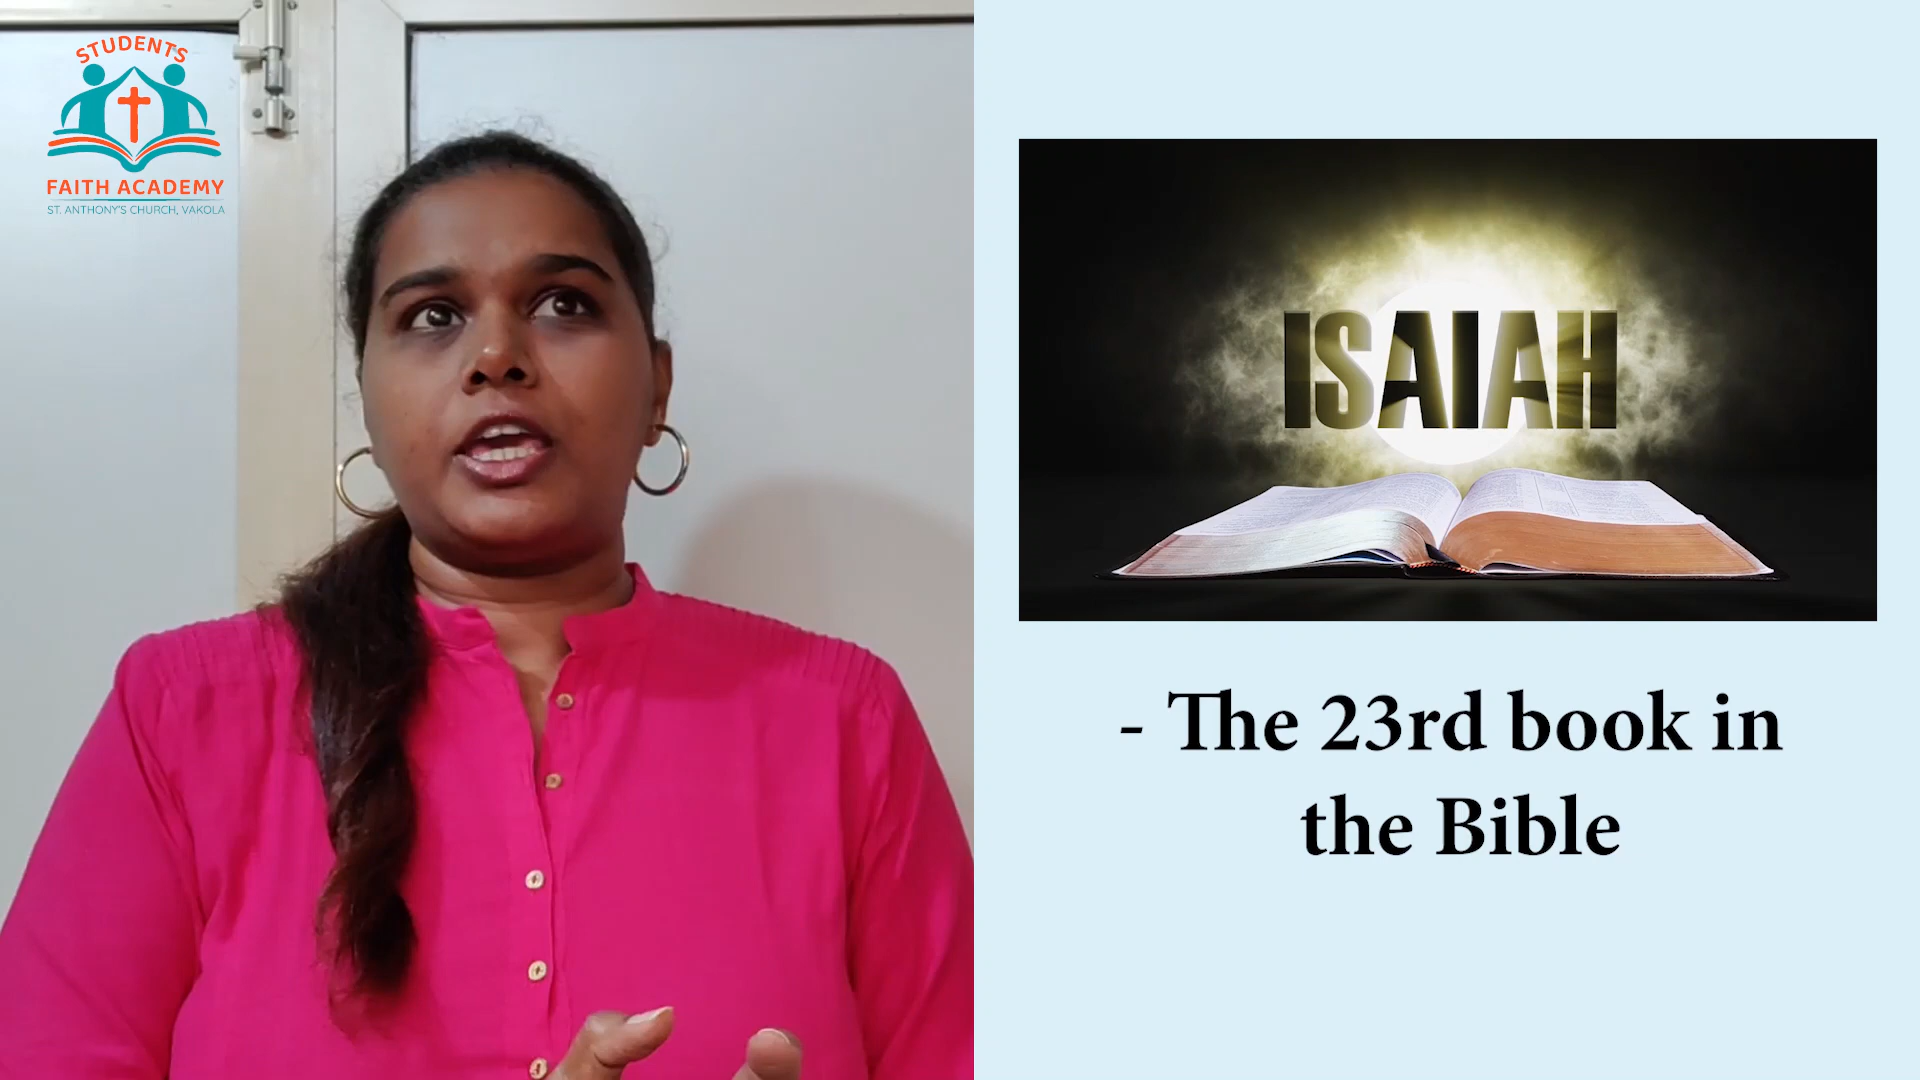 STUDENTS
FAITH ACADEMY
ST. ANTHONY'S CHURCH, VAKOLA
ISAIAH
- The 23rd book in
the Bible